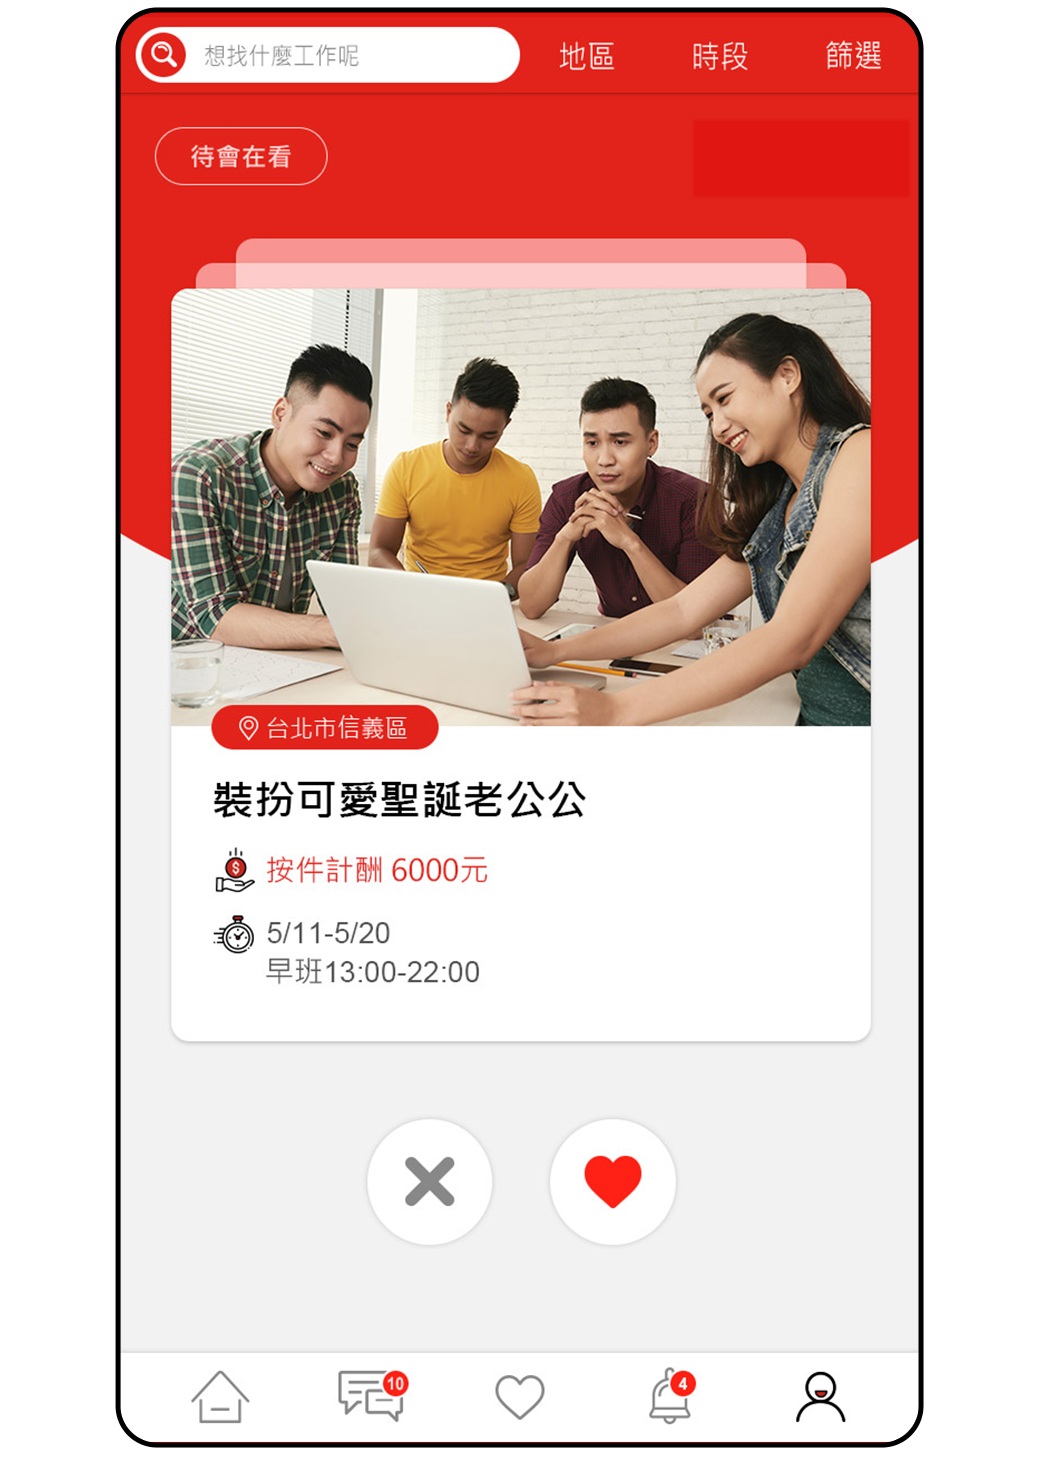 想找什麼工作呢
地區
時段
篩選
待會在看
台北市信義區
裝扮可愛聖誕老公公
按件計酬 6000元
5/11-5/20
早班13:00-22:00
10
4